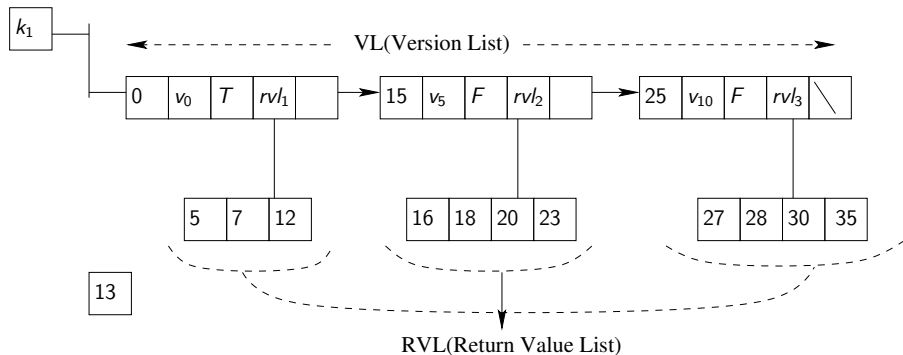 k1
VL(Version List)
0 v0 T rvl1 15 v5 F rvl2 25 v10 F rvl3
5 7 12 16 18 20 23 27 28 30 35
13
RVL(Return Value List)